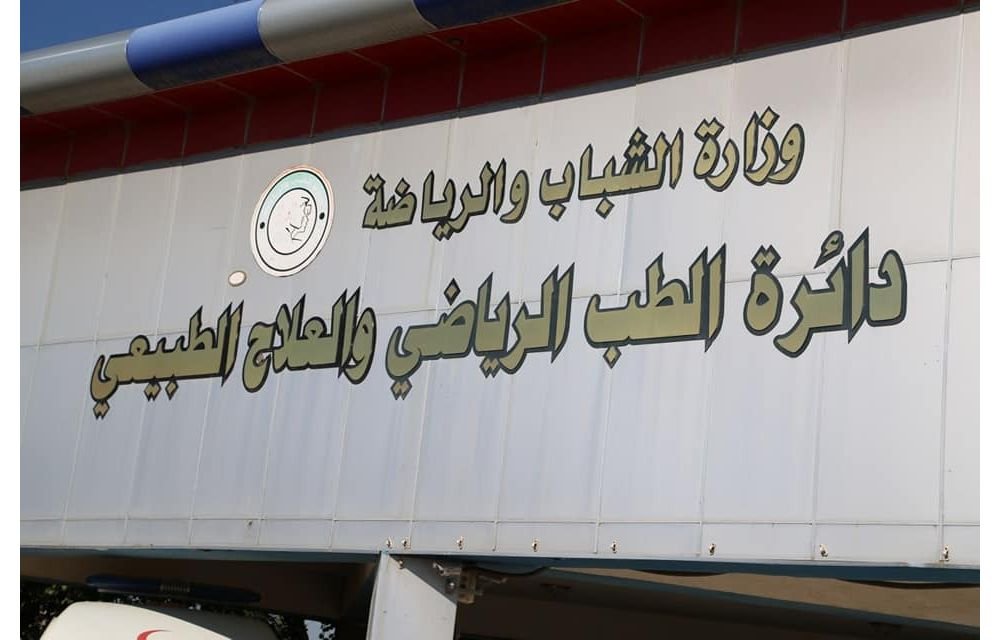 وزارة الشباب والرياضة
دائرة الطب الرياضي والعلاج الطبيعي